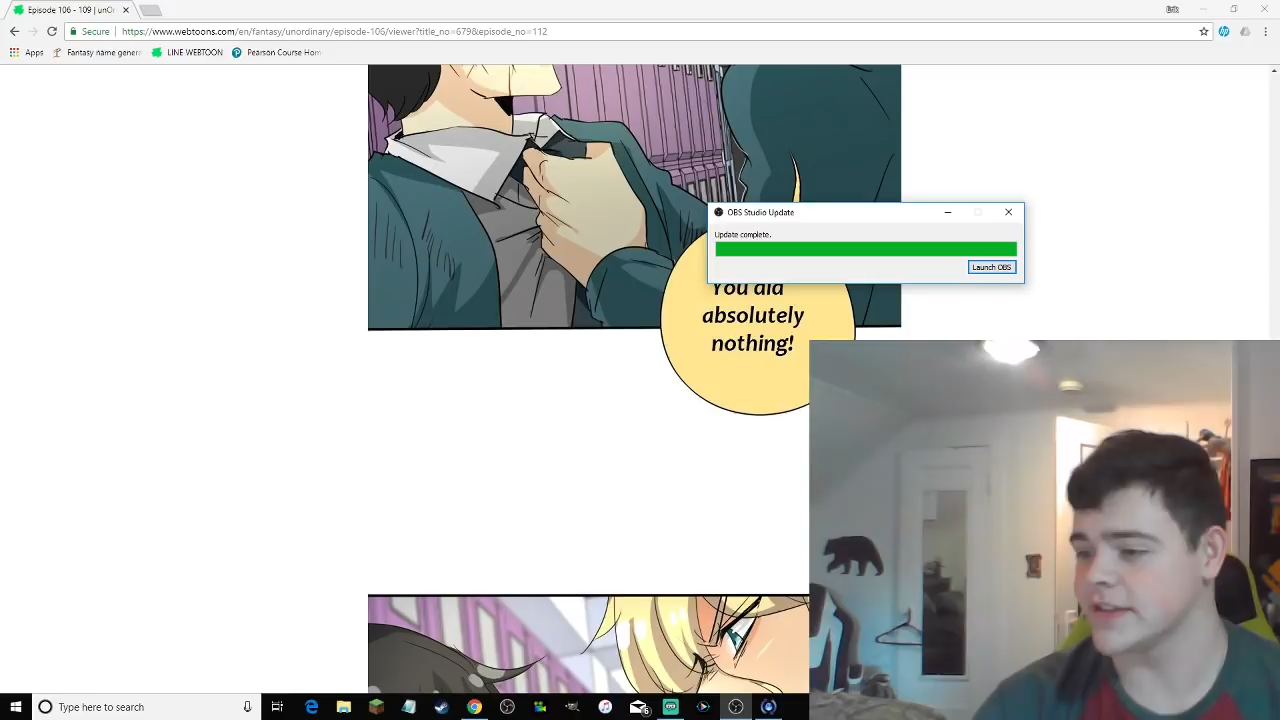 Episode 106 - 109 | unOr
Secure
https://www.webtoons.com/en/fantasy/unordinary/episode-106/viewer?title_no=679&episode_no=112
Apps
Fantasy name genera
LINE WEBTOON
Pearson Course Hom
OBS Studio Update
Update complete.
Launch OBS
You did
absolutely
nothing!
Type here to search